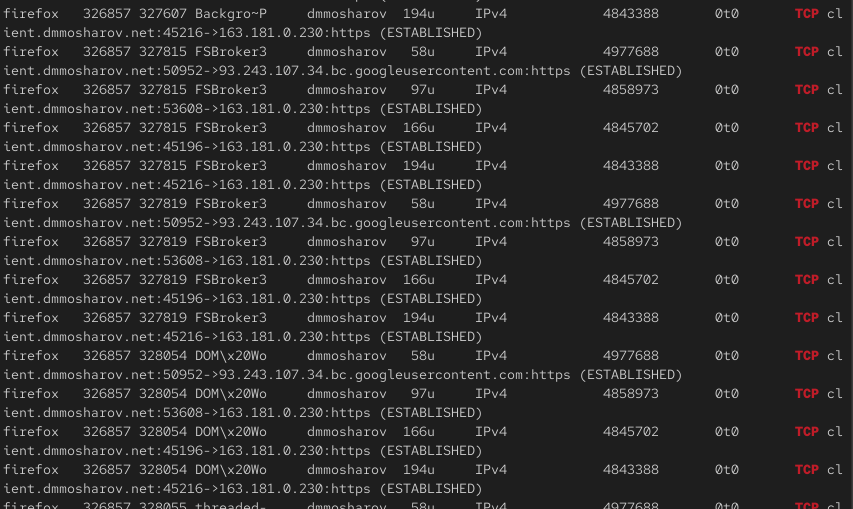 firefox   326857 327607 Backgro~P     dmmosharov  194u     IPv4            4843388       0t0       TCP cl
ient.dmmosharov.net:45216->163.181.0.230:https (ESTABLISHED)
firefox   326857 327815 FSBroker3     dmmosharov   58u     IPv4            4977688       0t0       TCP cl
ient.dmmosharov.net:50952->93.243.107.34.bc.googleusercontent.com:https (ESTABLISHED)
firefox   326857 327815 FSBroker3     dmmosharov   97u     IPv4            4858973       0t0       TCP cl
ient.dmmosharov.net:53608->163.181.0.230:https (ESTABLISHED)
firefox   326857 327815 FSBroker3     dmmosharov  166u     IPv4            4845702       0t0       TCP cl
ient.dmmosharov.net:45196->163.181.0.230:https (ESTABLISHED)
firefox   326857 327815 FSBroker3     dmmosharov  194u     IPv4            4843388       0t0       TCP cl
ient.dmmosharov.net:45216->163.181.0.230:https (ESTABLISHED)
firefox   326857 327819 FSBroker3     dmmosharov   58u     IPv4            4977688       0t0       TCP cl
ient.dmmosharov.net:50952->93.243.107.34.bc.googleusercontent.com:https (ESTABLISHED)
firefox   326857 327819 FSBroker3     dmmosharov   97u     IPv4            4858973       0t0       TCP cl
ient.dmmosharov.net:53608->163.181.0.230:https (ESTABLISHED)
firefox   326857 327819 FSBroker3     dmmosharov  166u     IPv4            4845702       0t0       TCP cl
ient.dmmosharov.net:45196->163.181.0.230:https (ESTABLISHED)
firefox   326857 327819 FSBroker3     dmmosharov  194u     IPv4            4843388       0t0       TCP cl
ient.dmmosharov.net:45216->163.181.0.230:https (ESTABLISHED)
firefox   326857 328054 DOM\x20Wo     dmmosharov   58u     IPv4            4977688       0t0       TCP cl
ient.dmmosharov.net:50952->93.243.107.34.bc.googleusercontent.com:https (ESTABLISHED)
firefox   326857 328054 DOM\x20Wo     dmmosharov   97u     IPv4            4858973       0t0       TCP cl
ient.dmmosharov.net:53608->163.181.0.230:https (ESTABLISHED)
firefox   326857 328054 DOM\x20Wo     dmmosharov  166u     IPv4            4845702       0t0       TCP cl
ient.dmmosharov.net:45196->163.181.0.230:https (ESTABLISHED)
firefox   326857 328054 DOM\x20Wo     dmmosharov  194u     IPv4            4843388       0t0       TCP cl
ient.dmmosharov.net:45216->163.181.0.230:https (ESTABLISHED)
firefox   326857 328055 threaded-     dmmosharov   58u     IPv4            4977688       0t0       TCP cl